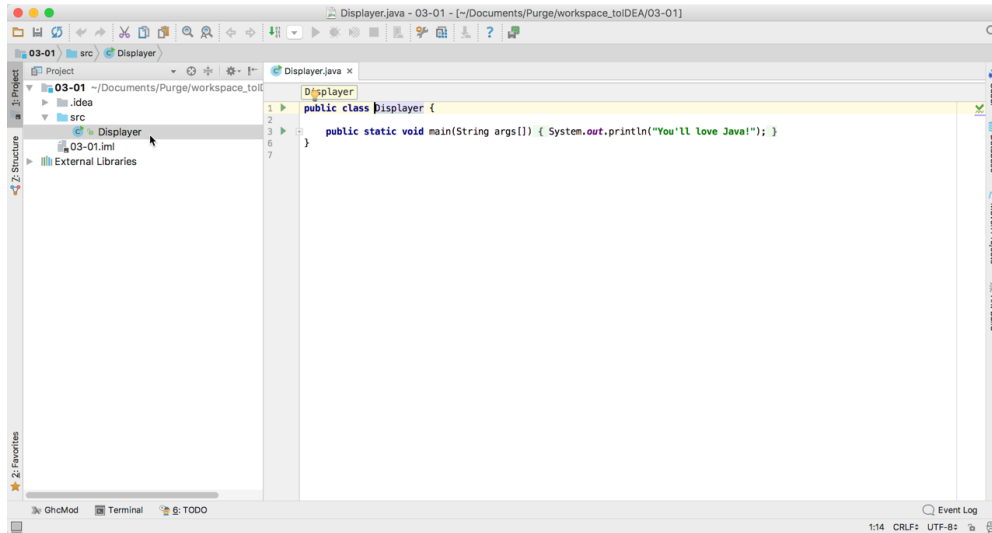 Displayer.java - 03-01 - [~/Documents/Purge/workspace_toIDEA/03-01]
03-01 src Displayer
1: Project
Z: Structure
2: Favorites
Project
03-01 ~/Documents/Purge/workspace_toI
.idea
src
Displayer
03-01.iml
External Libraries
Displayer.java ×
Displayer
1 public class Displayer {
2
3 public static void main(String args[]) { System.out.println("You'll love Java!"); }
6 }
7
GhcMod Terminal 6: TODO Event Log
1:14 CRLF UTF-8